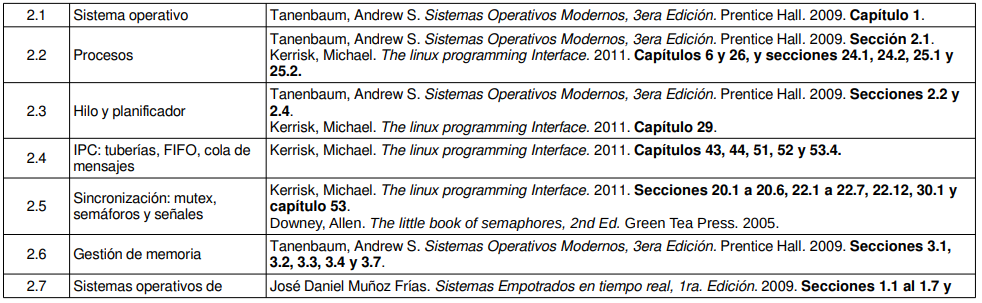 2.1 Sistema operativo Tanenbaum, Andrew S. Sistemas Operativos Modernos, 3era Edición. Prentice Hall. 2009. Capítulo 1.
2.2 Procesos Tanenbaum, Andrew S. Sistemas Operativos Modernos, 3era Edición. Prentice Hall. 2009. Sección 2.1.
Kerrisk, Michael. The linux programming Interface. 2011. Capítulos 6 y 26, y secciones 24.1, 24.2, 25.1 y
25.2.
2.3 Hilo y planificador Tanenbaum, Andrew S. Sistemas Operativos Modernos, 3era Edición. Prentice Hall. 2009. Secciones 2.2 y
2.4.
Kerrisk, Michael. The linux programming Interface. 2011. Capítulo 29.
2.4 IPC: tuberías, FIFO, cola de
mensajes
Kerrisk, Michael. The linux programming Interface. 2011. Capítulos 43, 44, 51, 52 y 53.4.
2.5 Sincronización: mutex,
semáforos y señales
Kerrisk, Michael. The linux programming Interface. 2011. Secciones 20.1 a 20.6, 22.1 a 22.7, 22.12, 30.1 y
capítulo 53.
Downey, Allen. The little book of semaphores, 2nd Ed. Green Tea Press. 2005.
2.6 Gestión de memoria Tanenbaum, Andrew S. Sistemas Operativos Modernos, 3era Edición. Prentice Hall. 2009. Secciones 3.1,
3.2, 3.3, 3.4 y 3.7.
2.7 Sistemas operativos de José Daniel Muñoz Frías. Sistemas Empotrados en tiempo real, 1ra. Edición. 2009. Secciones 1.1 al 1.7 y